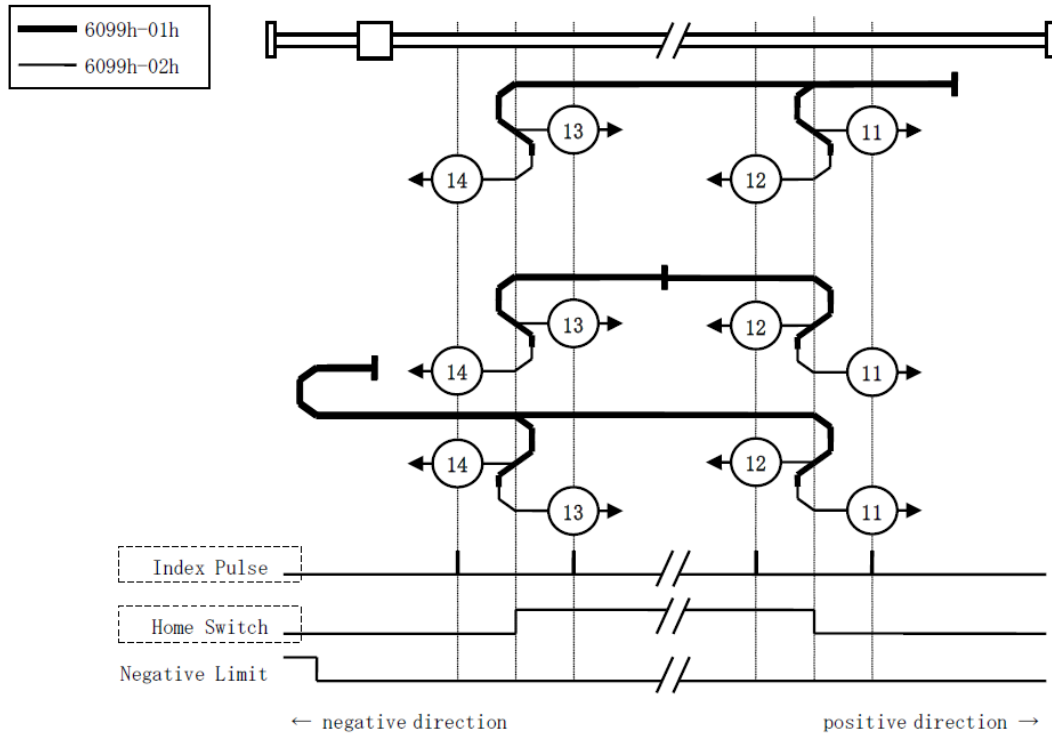 6099h-01h
6099h-02h
13
11
14
12
13
12
14
11
14
12
13
11
Index Pulse
Home Switch
Negative Limit
← negative direction
positive direction →